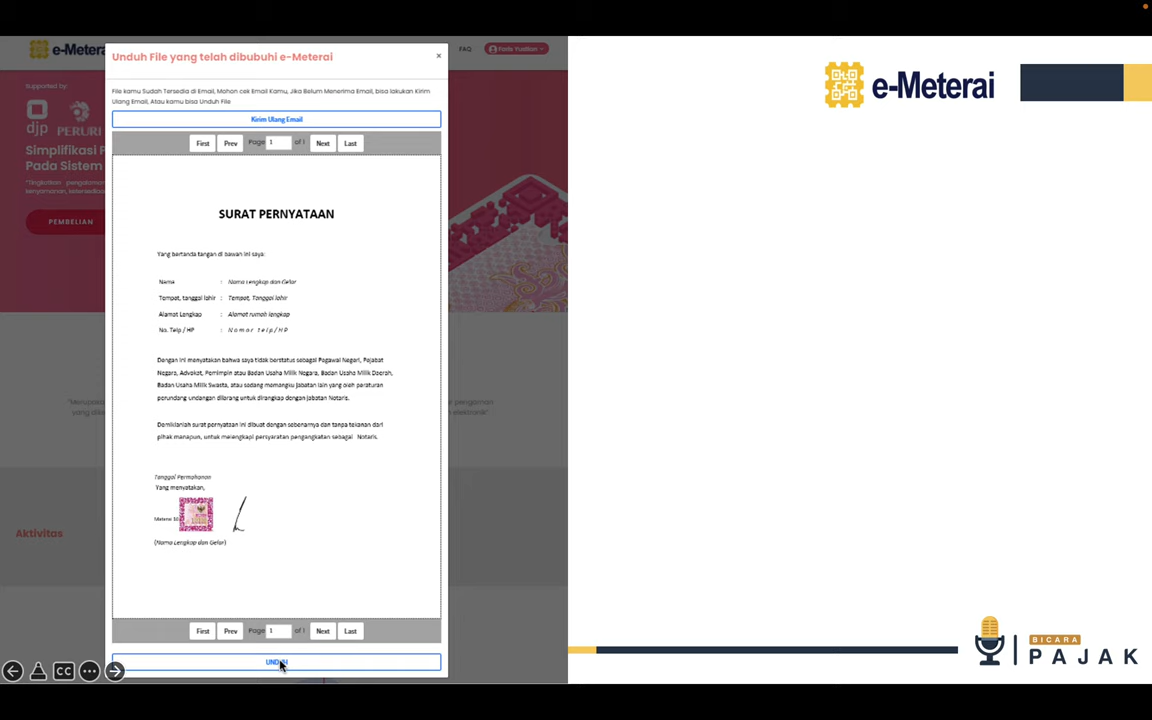 e-Meterai
FAQ
Unduh File yang telah dibubuhi e-Meterai
×
Supported by:
djp
PERURI
Simplifikasi P
Pada Sistem
PEMBELIAN
File kamu Sudah Tersedia di Email, Mohon cek Email Kamu, Jika Belum Menerima Email, bisa lakukan Kirim
Ulang Email, Atau kamu bisa Unduh File
Kirim Ulang Email
First Prev Page 1 of 1 Next Last
SURAT PERNYATAAN
Yang bertanda tangan di bawah ini saya:
Nama : Nama Lengkap dan Gelar
Tempat, tanggal lahir : Tempat, Tanggal lahir
Alamat Lengkap : Alamat rumah lengkap
No. Telp / HP : Nomor telp/HP
Dengan ini menyatakan bahwa saya tidak berstatus sebagai Pegawai Negeri, Pejabat
Negara, Advokat, Pemimpin atau Badan Usaha Milik Negara, Badan Usaha Milik Daerah,
Badan Usaha Milik Swasta, atau sedang memangku jabatan lain yang oleh peraturan
perundang undangan dilarang untuk dirangkap dengan jabatan Notaris.
Demikianlah surat pernyataan ini dibuat dengan sebenarnya dan tanpa tekanan dari
pihak manapun, untuk melengkapi persyaratan pengangkatan sebagai Notaris.
Tanggal Permohonan
Yang menyatakan,
Materai
(Nama Lengkap dan Gelar)
First Prev Page 1 of 1 Next Last
UNDUH
Aktivitas
CC
e-Meterai
BICARA
PAJAK